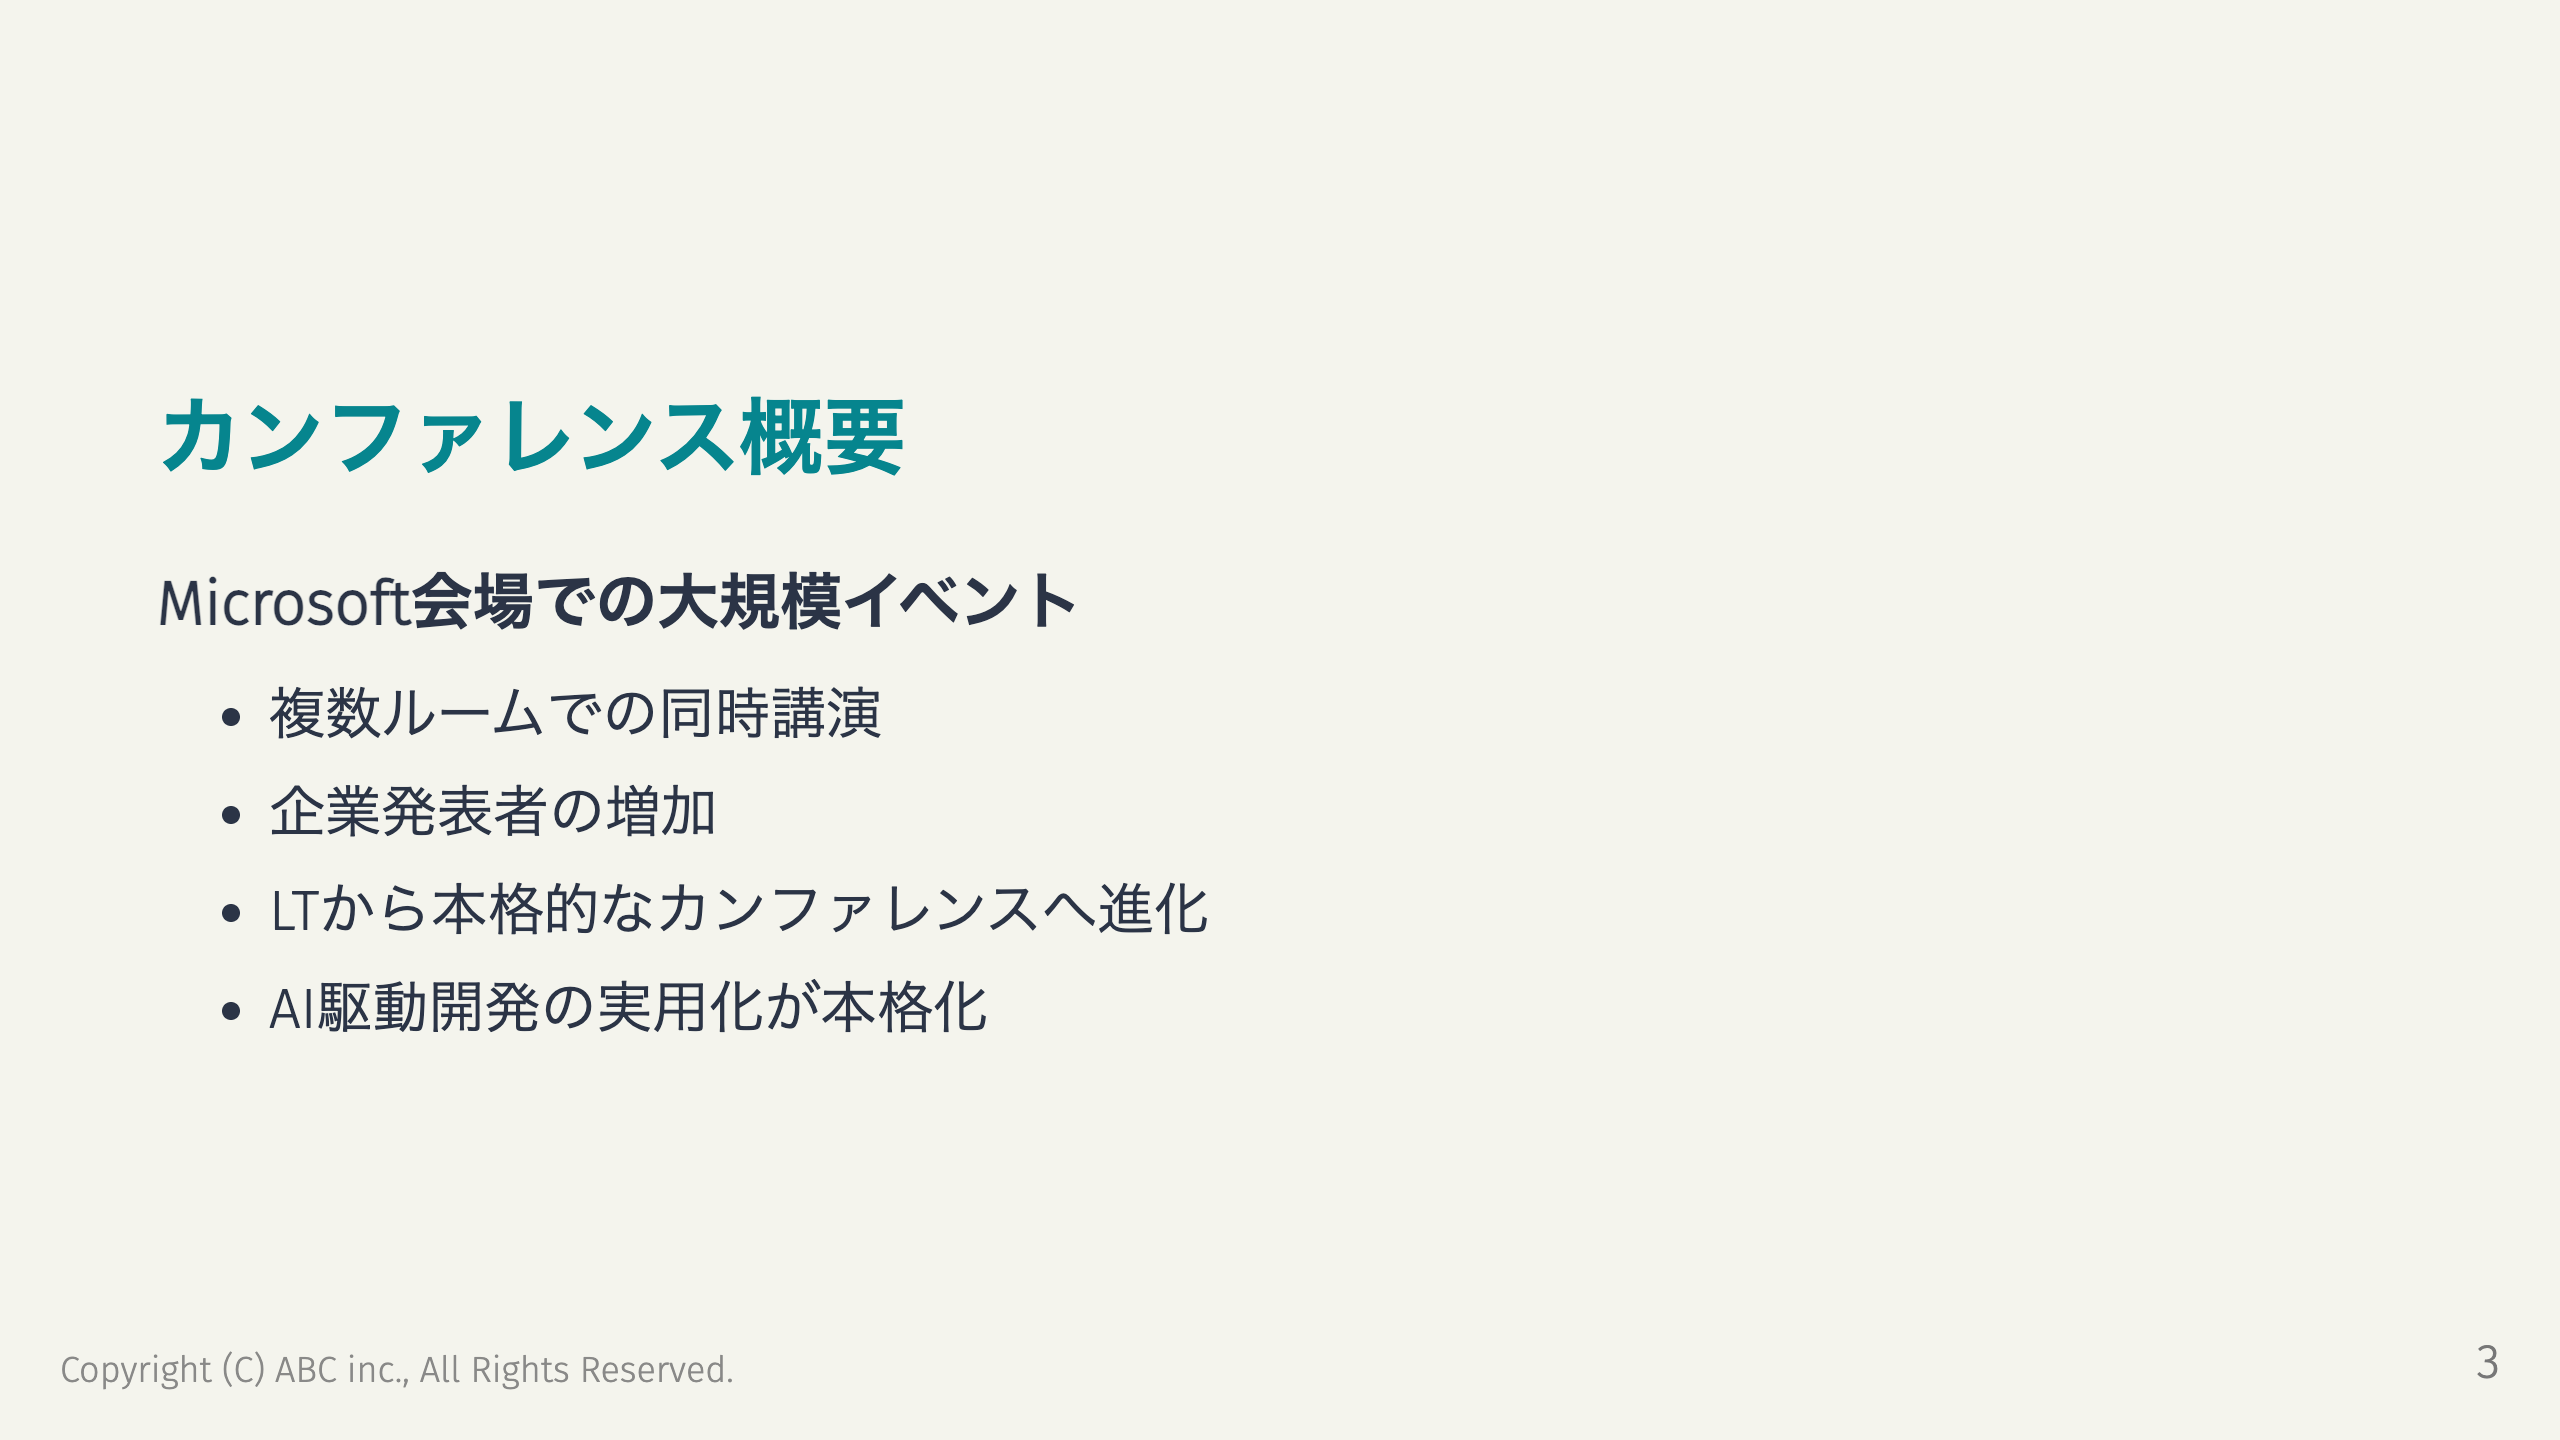 カンファレンス概要
Microsoft会場での大規模イベント
• 複数ルームでの同時講演
• 企業発表者の増加
• LTから本格的なカンファレンスへ進化
• AI駆動開発の実用化が本格化
Copyright (C) ABC inc., All Rights Reserved.
3